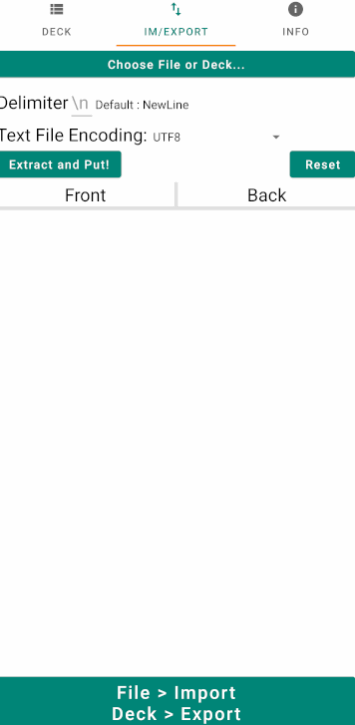 DECK
IM/EXPORT
INFO
Choose File or Deck...
Delimiter \n Default : NewLine
Text File Encoding: UTF8
Extract and Put!
Reset
Front
Back
File > Import
Deck > Export